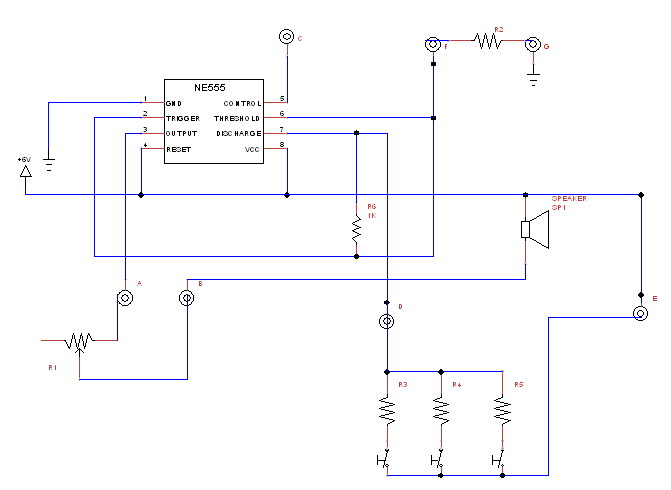 R2
C
F
G
NE555
1 GND CONTROL 5
2 TRIGGER THRESHOLD 6
3 OUTPUT DISCHARGE 7
4 RESET VCC 8
+6V
SPEAKER
SP1
R6
1K
A
B
D
E
R1
R3
R4
R5